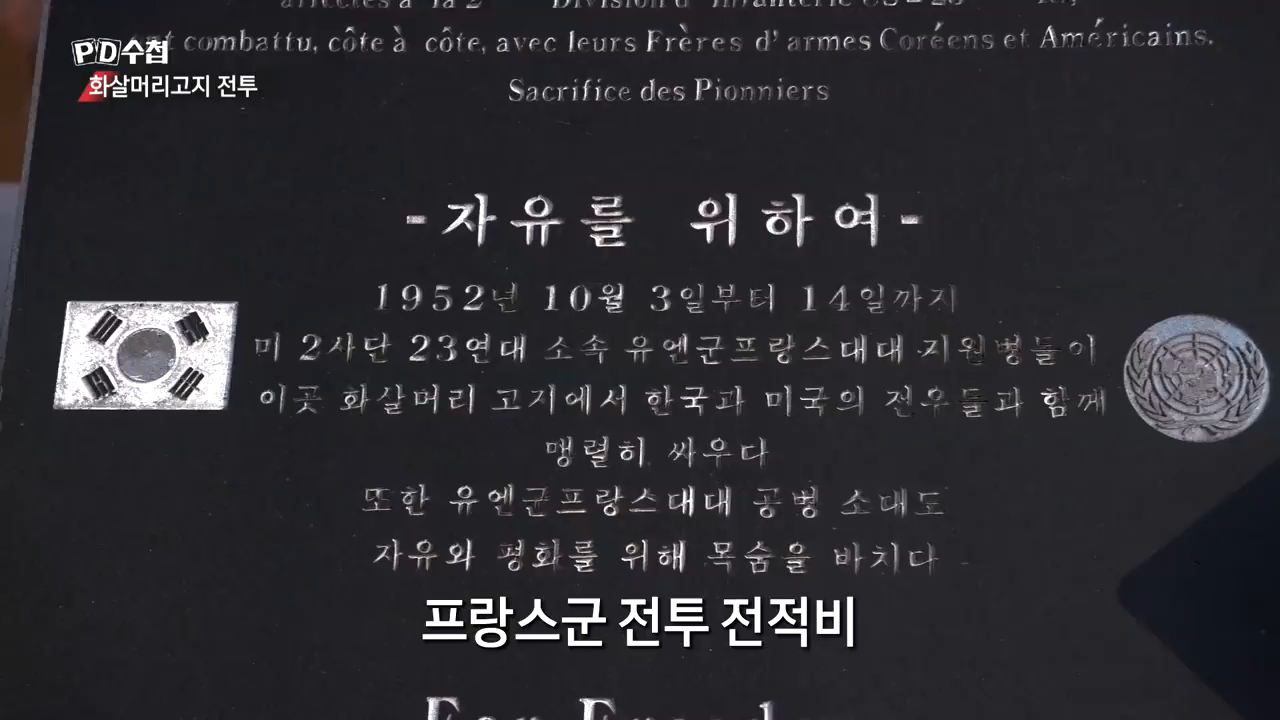 Division d' Infanterie US – 23
combattu, côte à côte, avec leurs Frères d' armes Coréens et Américains.
PD수첩
화살머리고지 전투
Sacrifice des Pionniers
-자유를 위하여-
1952년 10월 3일부터 14일까지
미 2사단 23연대 소속 유엔군프랑스대대 지원병들이
이곳 화살머리 고기에서 한국과 미국의 전우들과 함께
맹렬히 싸우다
또한 유엔군프랑스대대 공병 소대도
자유와 평화를 위해 목숨을 바치다
프랑스군 전투 전적비